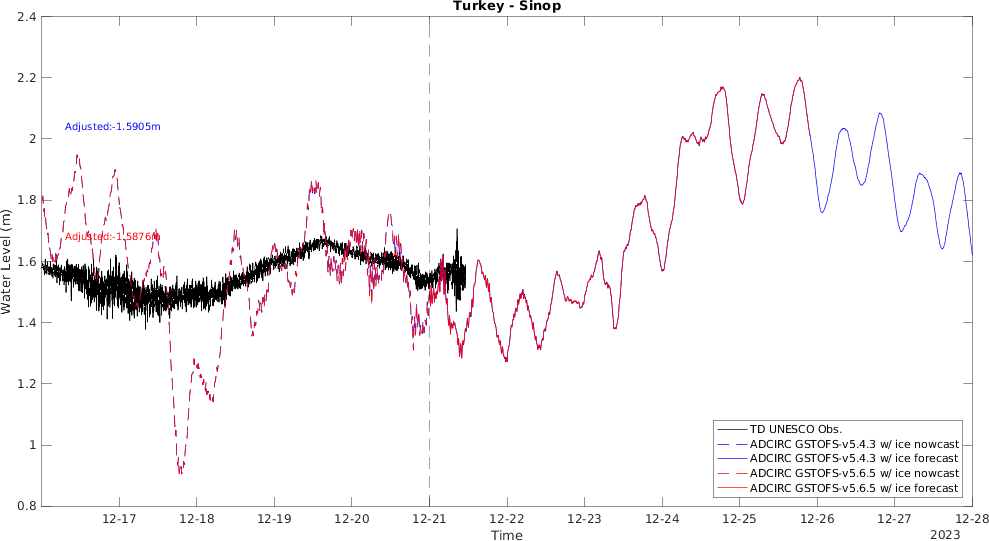 Turkey - Sinop
2.4
2.2
2
1.8
1.6
1.4
1.2
1
0.8
Water Level (m)
Adjusted:-1.5905m
Adjusted:-1.5876m
TD UNESCO Obs.
ADCIRC GSTOFS-v5.4.3 w/ ice nowcast
ADCIRC GSTOFS-v5.4.3 w/ ice forecast
ADCIRC GSTOFS-v5.6.5 w/ ice nowcast
ADCIRC GSTOFS-v5.6.5 w/ ice forecast
12-17 12-18 12-19 12-20 12-21 12-22 12-23 12-24 12-25 12-26 12-27 12-28
Time
2023